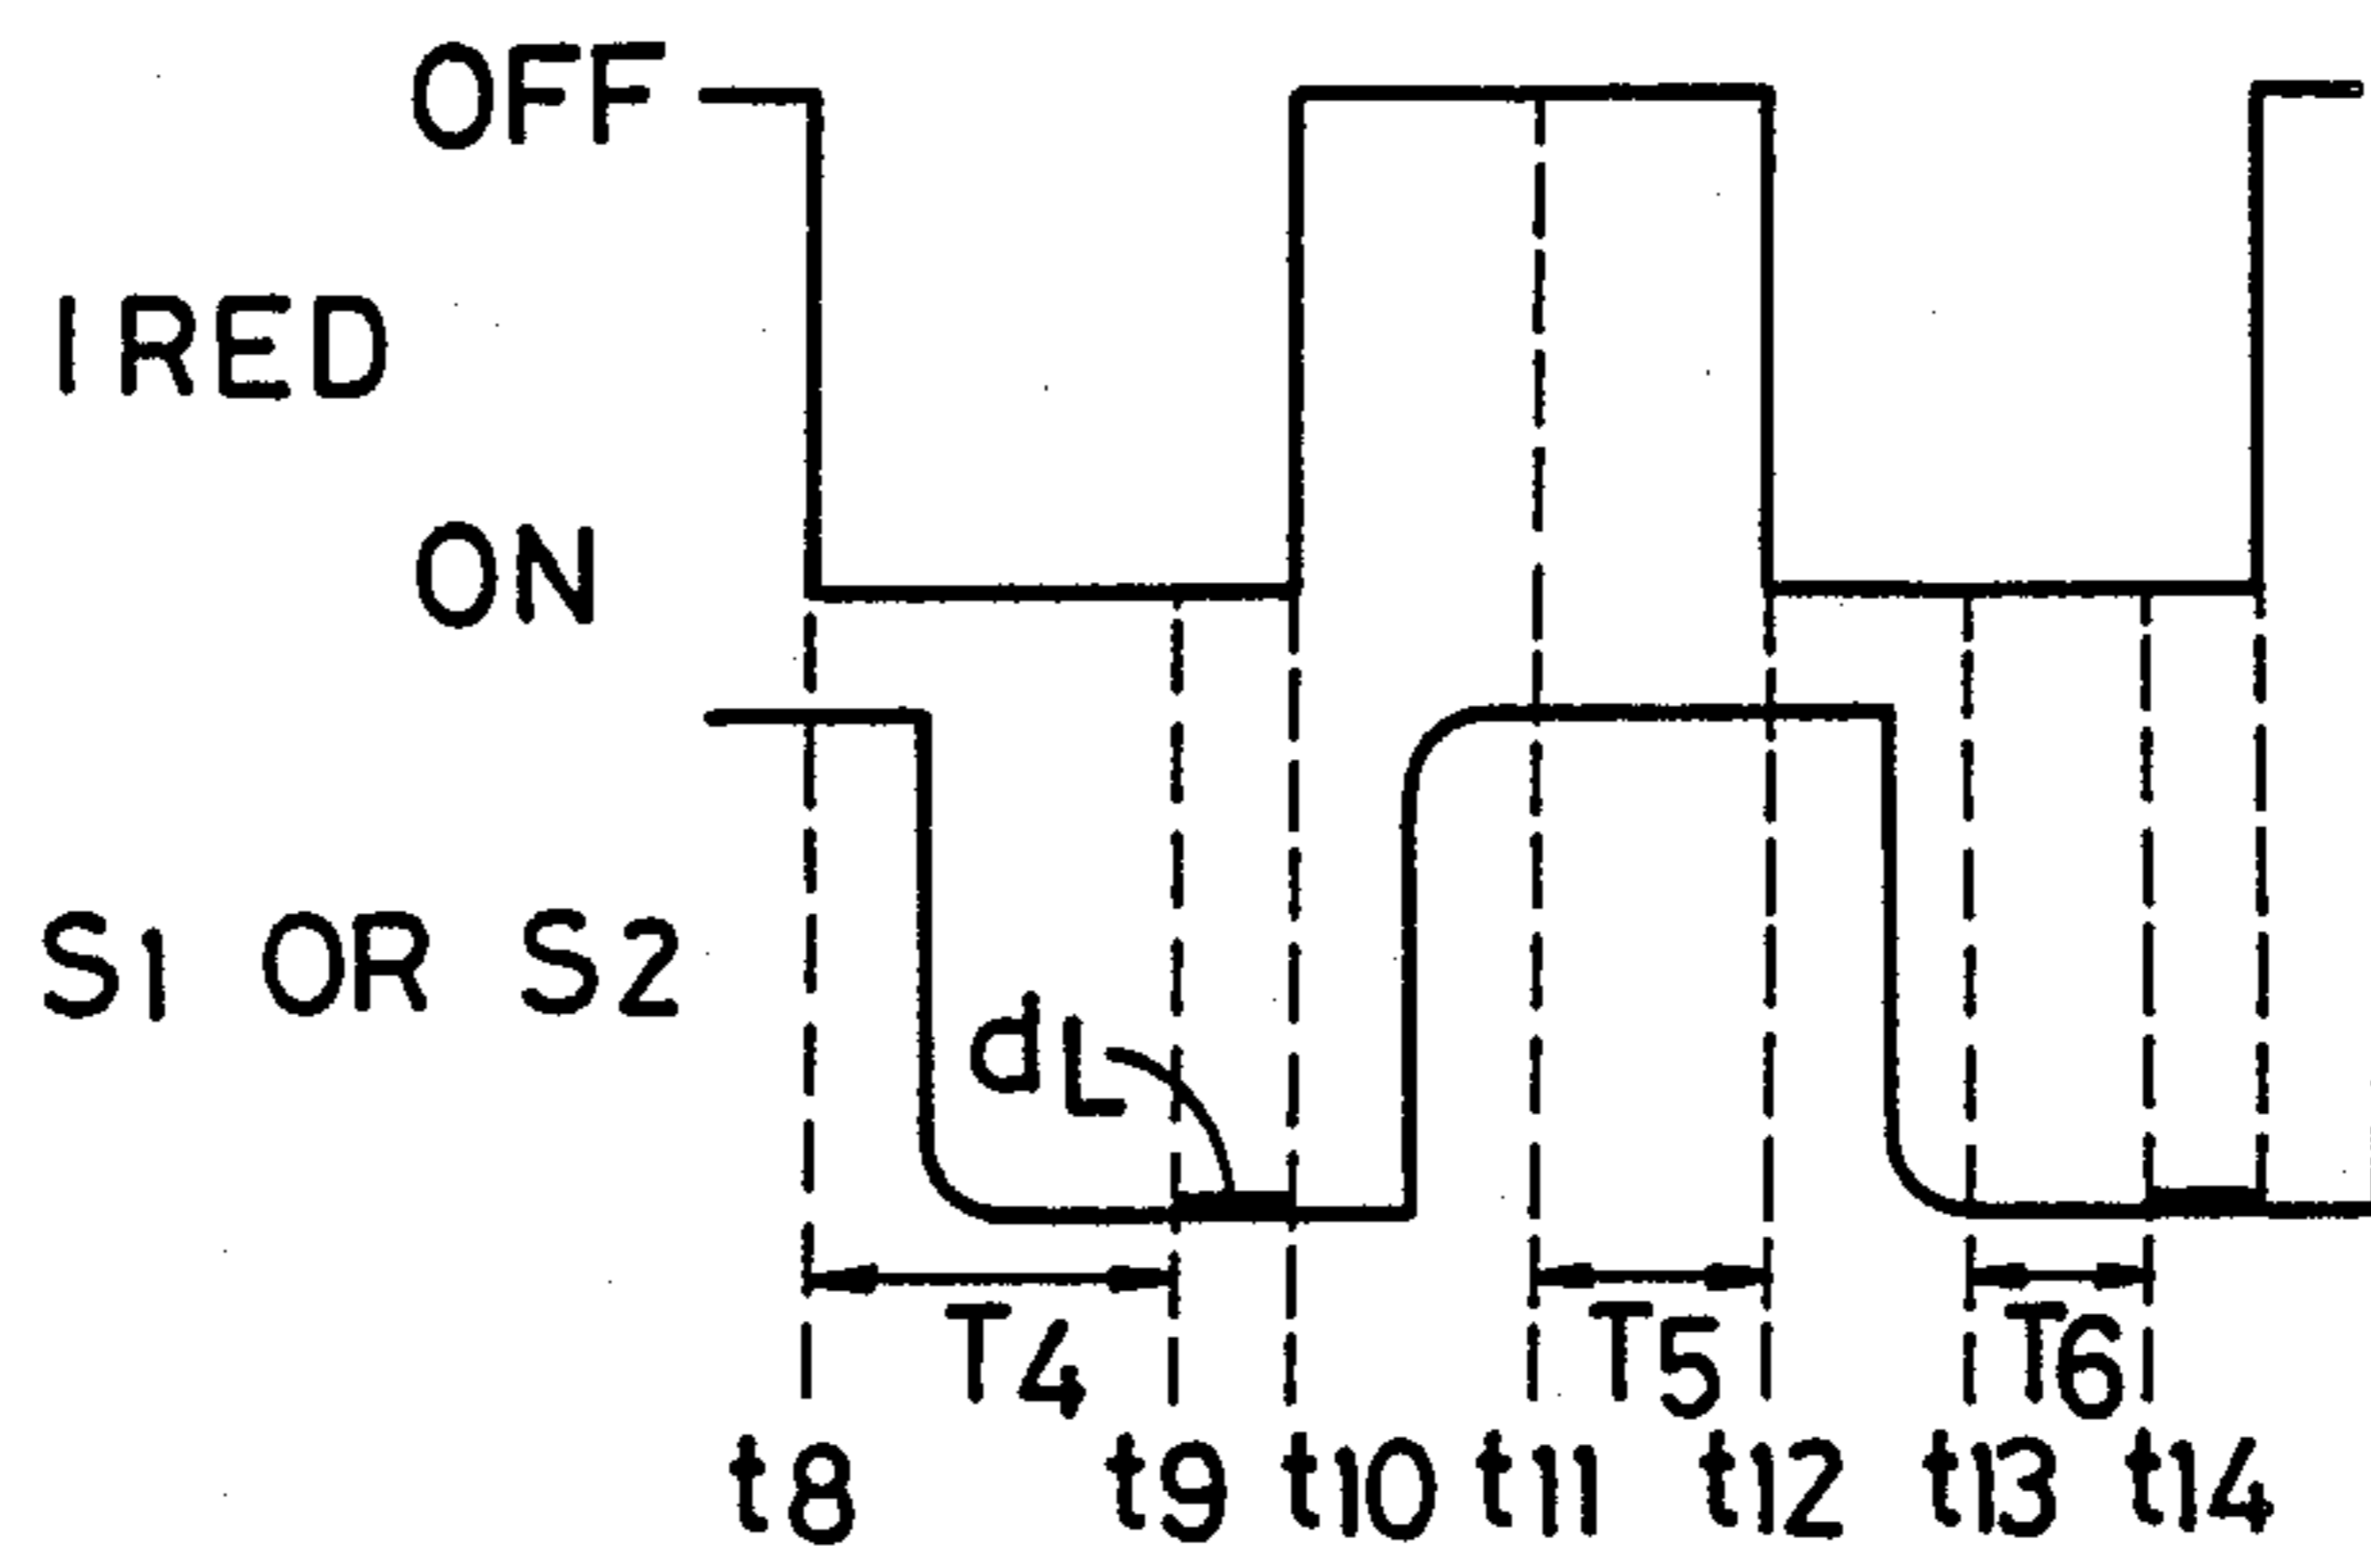 OFF
IRED
ON
S1 OR S2
dL
T4 T5 T6
t8 t9 t10 t11 t12 t13 t14